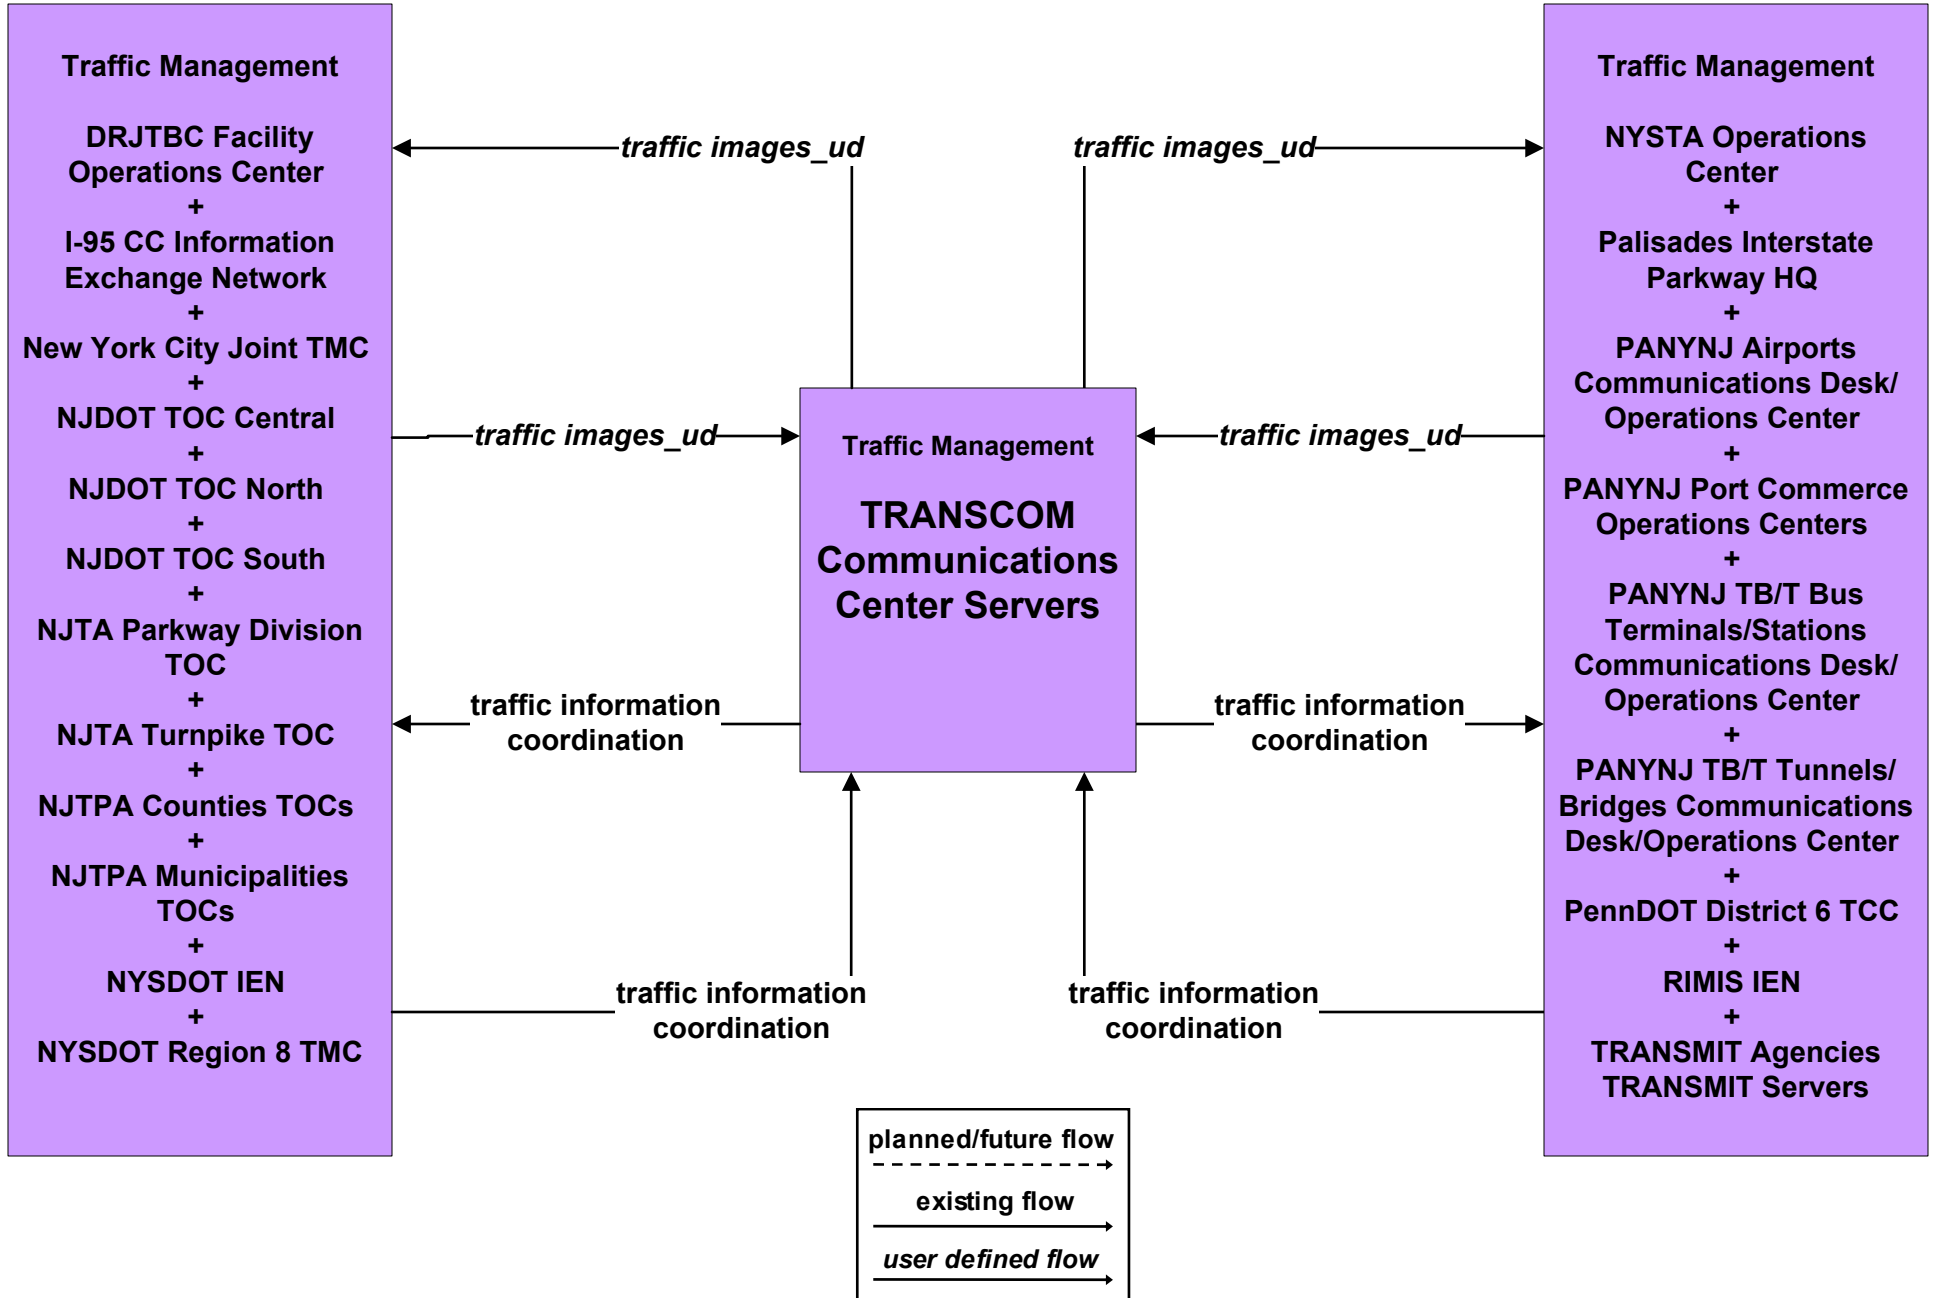 Traffic Management
DRJTBC Facility
Operations Center
+
I-95 CC Information
Exchange Network
+
New York City Joint TMC
+
NJDOT TOC Central
+
NJDOT TOC North
+
NJDOT TOC South
+
NJTA Parkway Division
TOC
+
NJTA Turnpike TOC
+
NJTPA Counties TOCs
+
NJTPA Municipalities
TOCs
+
NYSDOT IEN
+
NYSDOT Region 8 TMC
traffic images_ud
traffic images_ud
traffic information
coordination
traffic information
coordination
Traffic Management
TRANSCOM
Communications
Center Servers
traffic images_ud
traffic images_ud
traffic information
coordination
traffic information
coordination
Traffic Management
NYSTA Operations
Center
+
Palisades Interstate
Parkway HQ
+
PANYNJ Airports
Communications Desk/
Operations Center
+
PANYNJ Port Commerce
Operations Centers
+
PANYNJ TB/T Bus
Terminals/Stations
Communications Desk/
Operations Center
+
PANYNJ TB/T Tunnels/
Bridges Communications
Desk/Operations Center
+
PennDOT District 6 TCC
+
RIMIS IEN
+
TRANSMIT Agencies
TRANSMIT Servers
planned/future flow
existing flow
user defined flow